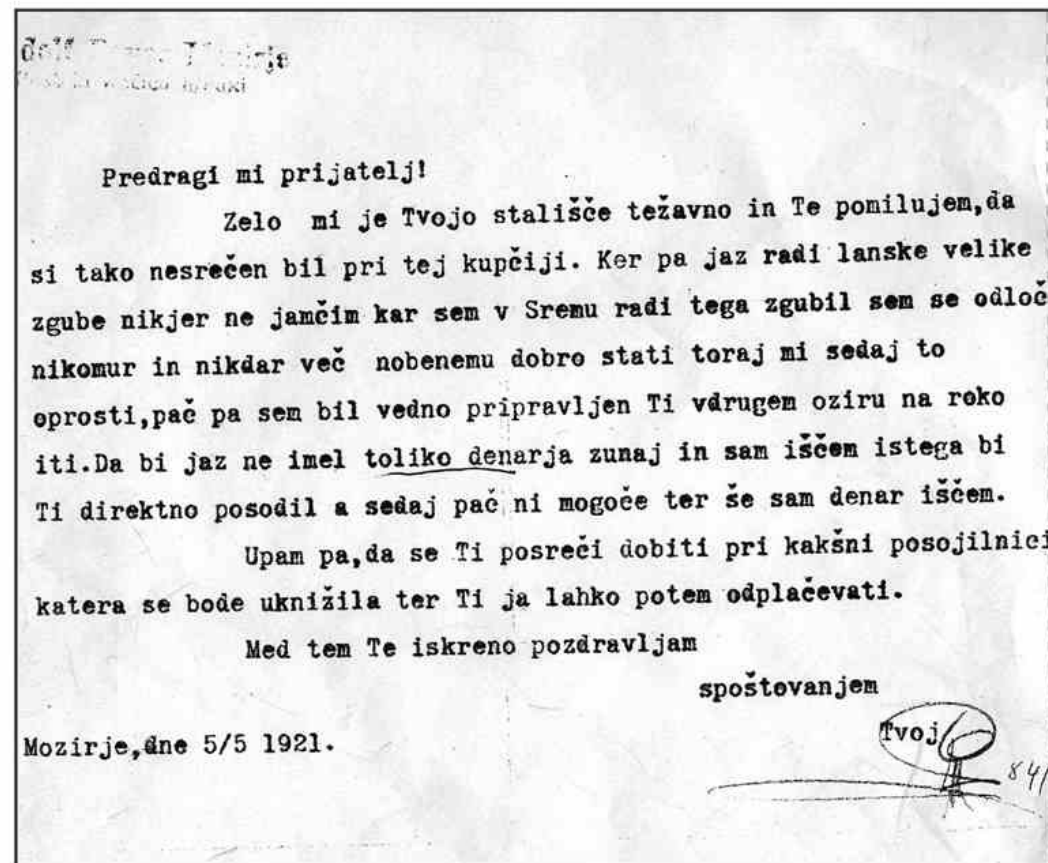 Predragi mi prijatelj!
Zelo mi je Tvojo stališče težavno in Te pomilujem,da
si tako nesrečen bil pri tej kupčiji. Ker pa jaz radi lanske velike
zgube nikjer ne jamčim kar sem v Sremu radi tega zgubil sem se odloč
nikomur in nikdar več nobenemu dobro stati toraj mi sedaj to
oprosti,pač pa sem bil vedno pripravljen Ti vdrugem oziru na roko
iti.Da bi jaz ne imel toliko denarja zunaj in sam iščem istega bi
Ti direktno posodil a sedaj pač ni mogoče ter še sam denar iščem.
Upam pa,da se Ti posreči dobiti pri kakšni posojilnici
katera se bode uknižila ter Ti ja lahko potem odplačevati.
Med tem Te iskreno pozdravljam
spoštovanjem
Tvoj
Mozirje,dne 5/5 1921.
84/